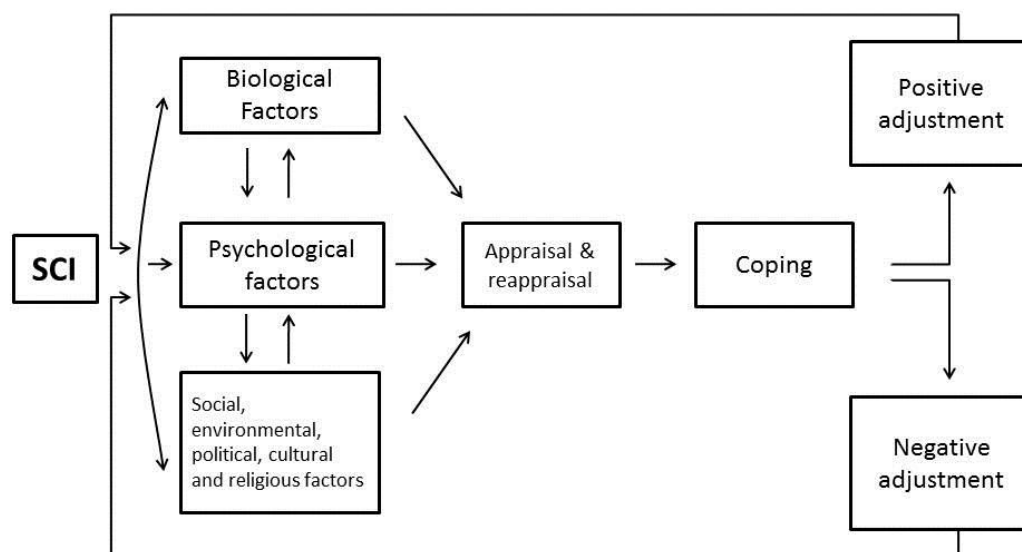 SCI
Biological
Factors
Psychological
factors
Social,
environmental,
political, cultural
and religious factors
Appraisal &
reappraisal
Coping
Positive
adjustment
Negative
adjustment